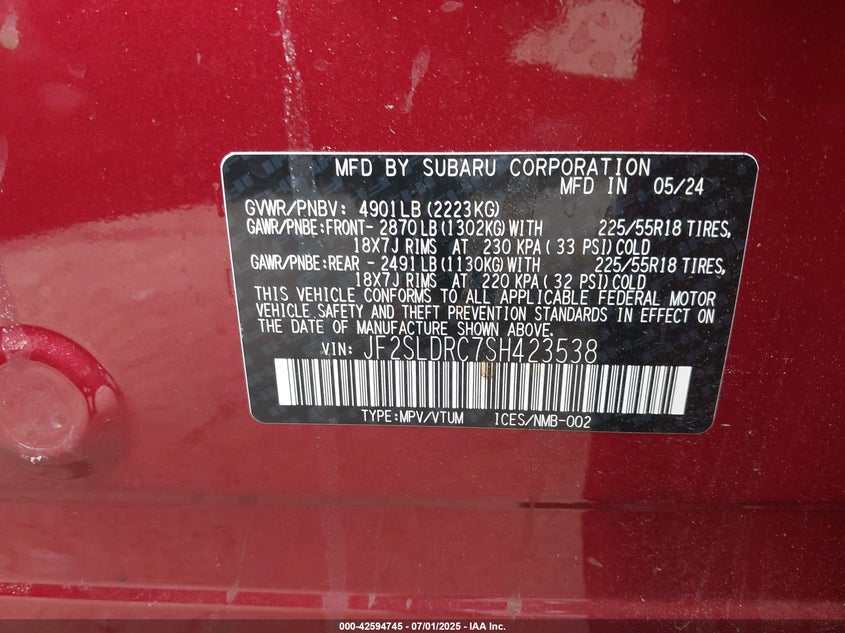 MFD BY SUBARU CORPORATION
MFD IN 05/24
GVWR/PNBV: 4901LB(2223KG)
GAWR/PNBE:FRONT- 2870LB(1302KG)WITH 225/55R18 TIRES,
18X7J RIMS AT 230 KPA( 33 PSI)COLD
GAWR/PNBE:REAR - 2491LB(1130KG)WITH 225/55R18 TIRES,
18X7J RIMS AT 220 KPA( 32 PSI)COLD
THIS VEHICLE CONFORMS TO ALL APPLICABLE FEDERAL MOTOR
VEHICLE SAFETY AND THEFT PREVENTION STANDARDS IN EFFECT ON
THE DATE OF MANUFACTURE SHOWN ABOVE.
VIN: JF2SLDRC7SH423538
TYPE:MPV/VTUM ICES/NMB-002
000-42594745 - 07/01/2025 - IAA Inc.